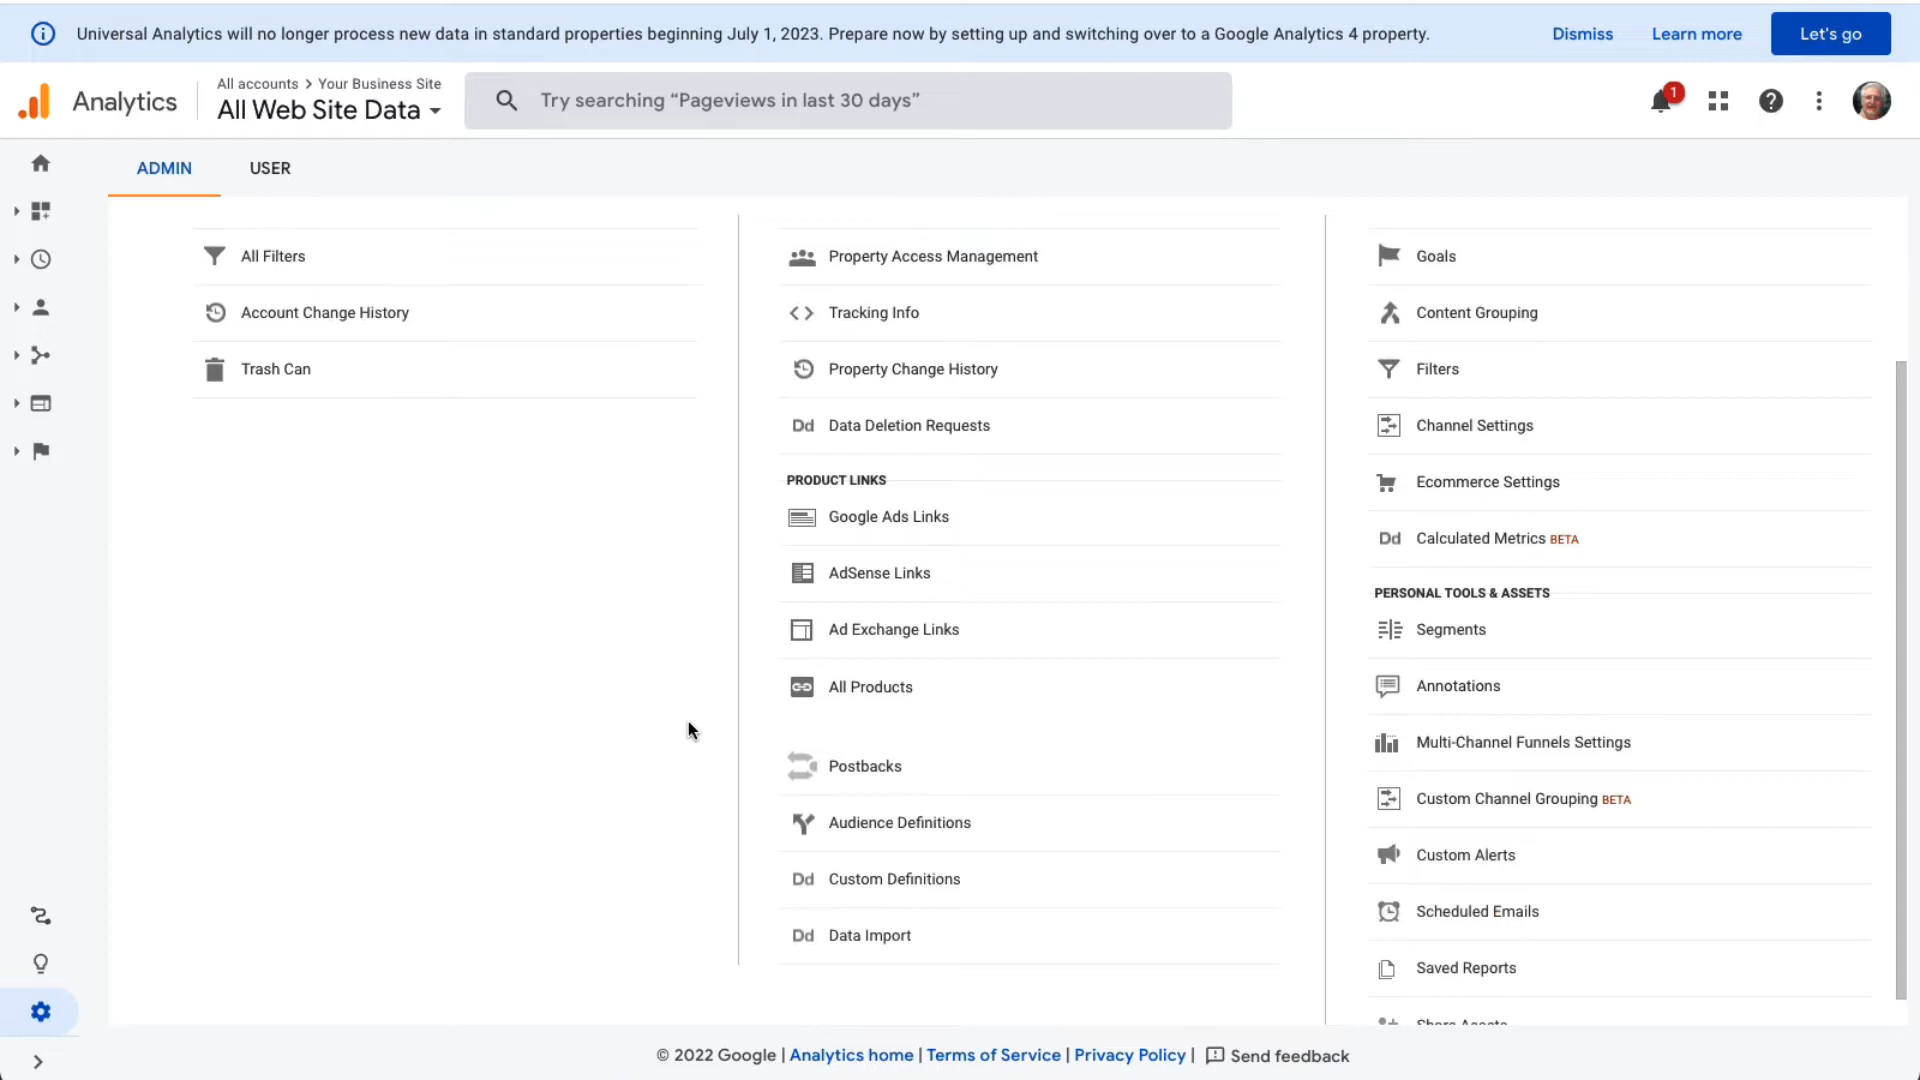 Universal Analytics will no longer process new data in standard properties beginning July 1, 2023. Prepare now by setting up and switching over to a Google Analytics 4 property.
Dismiss
Learn more
Let's go
Analytics
All accounts > Your Business Site
All Web Site Data
Try searching “Pageviews in last 30 days”
1
ADMIN
USER
All Filters
Account Change History
Trash Can
Property Access Management
Tracking Info
Property Change History
Dd Data Deletion Requests
PRODUCT LINKS
Google Ads Links
AdSense Links
Ad Exchange Links
All Products
Postbacks
Audience Definitions
Dd Custom Definitions
Dd Data Import
Goals
Content Grouping
Filters
Channel Settings
Ecommerce Settings
Dd Calculated Metrics BETA
PERSONAL TOOLS & ASSETS
Segments
Annotations
Multi-Channel Funnels Settings
Custom Channel Grouping BETA
Custom Alerts
Scheduled Emails
Saved Reports
Share Assets
© 2022 Google | Analytics home | Terms of Service | Privacy Policy | Send feedback